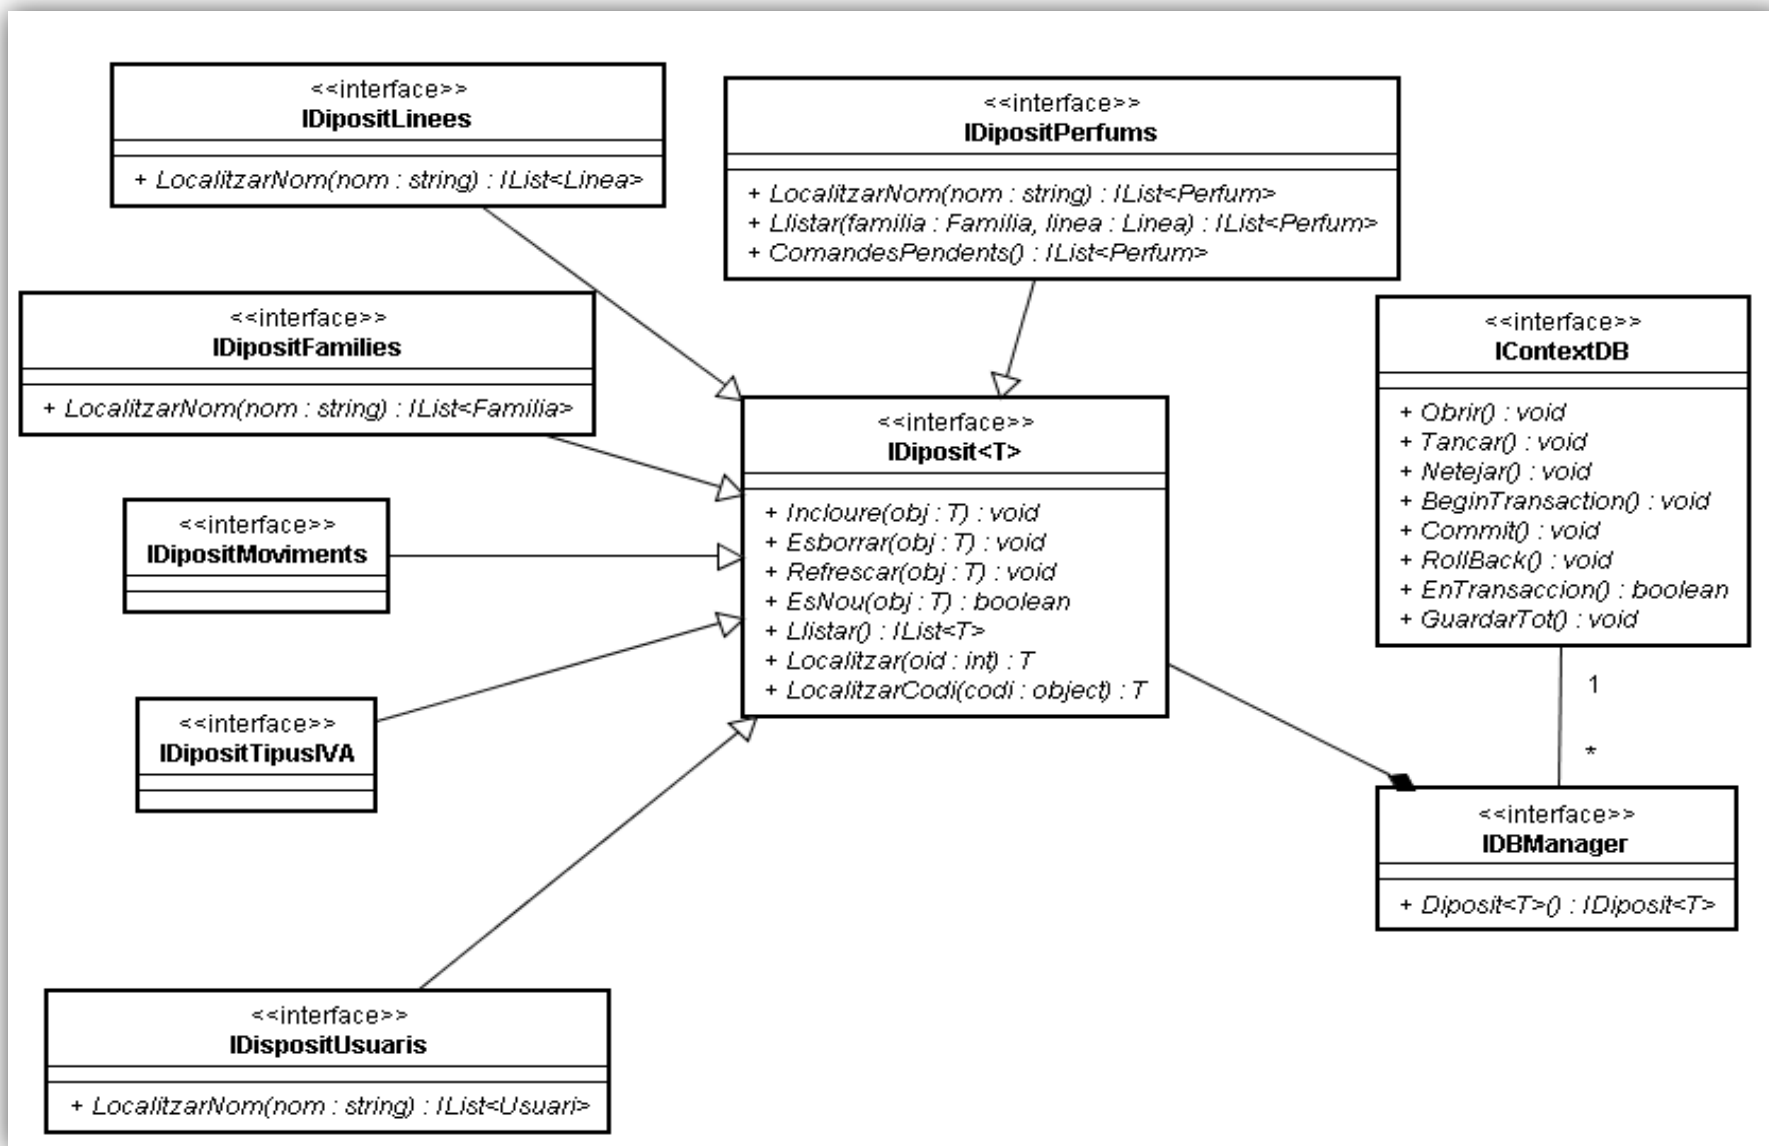 <<interface>>
IDipositLinees
+ LocalitzarNom(nom : string) : IList<Linea>
<<interface>>
IDipositPerfums
+ LocalitzarNom(nom : string) : IList<Perfum>
+ Llistar(familia : Familia, linea : Linea) : IList<Perfum>
+ ComandesPendents() : IList<Perfum>
<<interface>>
IDipositFamilies
+ LocalitzarNom(nom : string) : IList<Familia>
<<interface>>
IContextDB
+ Obrir() : void
+ Tancar() : void
+ Netejar() : void
+ BeginTransaction() : void
+ Commit() : void
+ RollBack() : void
+ EnTransaccion() : boolean
+ GuardarTot() : void
<<interface>>
IDiposit<T>
+ Incloure(obj : T) : void
+ Esborrar(obj : T) : void
+ Refrescar(obj : T) : void
+ EsNou(obj : T) : boolean
+ Llistar() : IList<T>
+ Localitzar(oid : int) : T
+ LocalitzarCodi(codi : object) : T
<<interface>>
IDipositMoviments
<<interface>>
IDipositTipusIVA
1
*
<<interface>>
IDBManager
+ Diposit<T>() : IDiposit<T>
<<interface>>
IDispositUsuaris
+ LocalitzarNom(nom : string) : IList<Usuari>